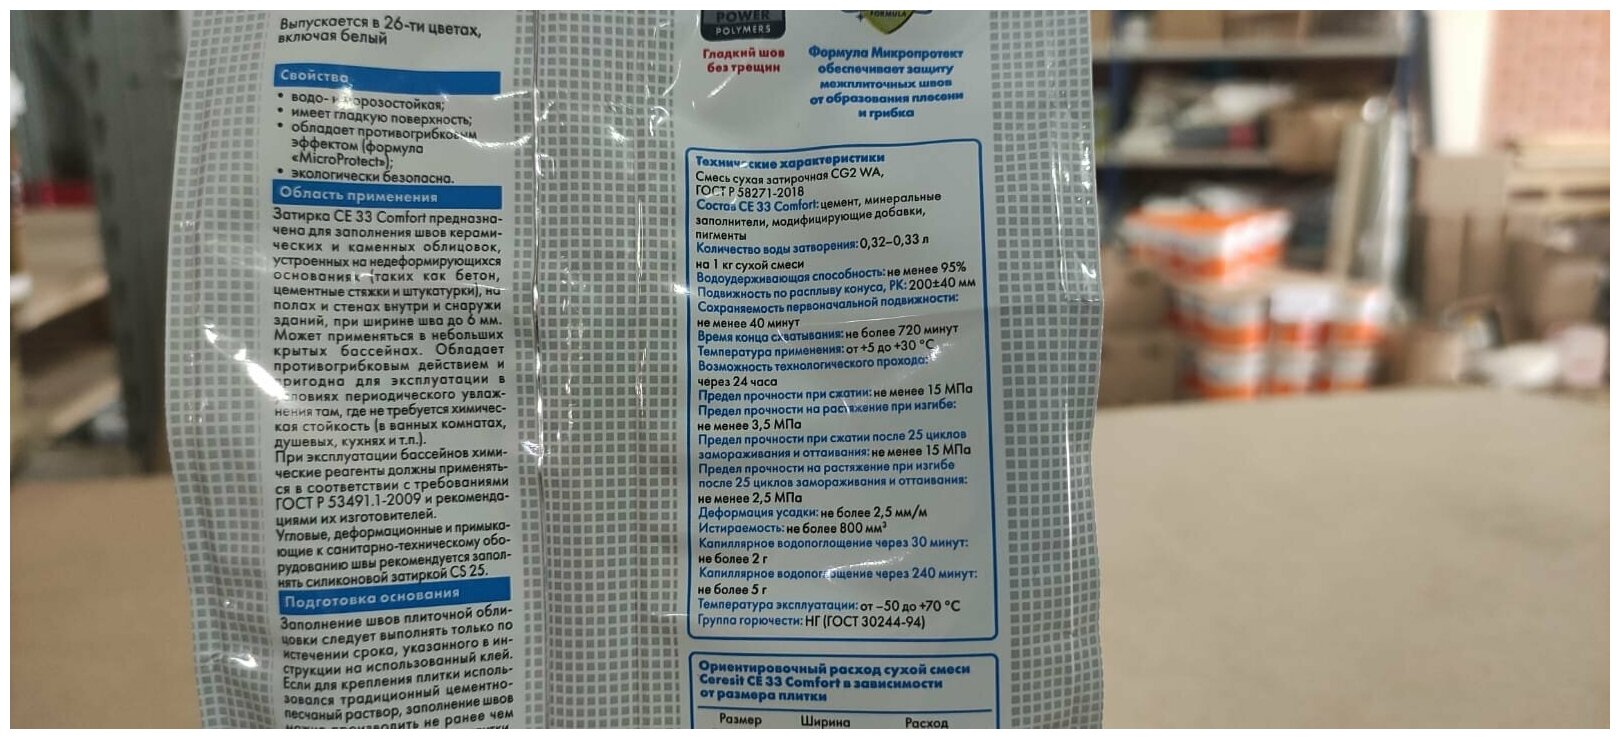 Выпускается в 26-ти цветах,
включая белый
Свойства
• водо- и морозостойкая;
• имеет гладкую поверхность;
• обладает противогрибковым
эффектом (формула
«MicroProtect»);
• экологически безопасна.
Область применения
Затирка CE 33 Comfort предназна-
чена для заполнения швов керами-
ческих и каменных облицовок,
устроенных на недеформирующихся
основаниях (таких как бетон,
цементные стяжки и штукатурки), на
полах и стенах внутри и снаружи
зданий, при ширине шва до 6 мм.
Может применяться в небольших
крытых бассейнах. Обладает
противогрибковым действием и
пригодна для эксплуатации в
условиях периодического увлаж-
нения там, где не требуется химичес-
кая стойкость (в ванных комнатах,
душевых, кухнях и т.п.).
При эксплуатации бассейнов хими-
ческие реагенты должны применять-
ся в соответствии с требованиями
ГОСТ Р 53491.1-2009 и рекоменда-
циями их изготовителей.
Угловые, деформационные и примыка-
ющие к санитарно-техническому обо-
рудованию швы рекомендуется запол-
нять силиконовой затиркой CS 25.
Подготовка основания
Заполнение швов плиточной обли-
цовки следует выполнять только по
истечении срока, указанного в ин-
струкции на использованный клей.
Если для крепления плитки исполь-
зовался традиционный цементно-
песчаный раствор, заполнение швов
можно производить не ранее чем
POWER
POLYMERS
Гладкий шов
без трещин
FORMULA
Формула Микропротект
обеспечивает защиту
межплиточных швов
от образования плесени
и грибка
Технические характеристики
Смесь сухая затирочная CG2 WA,
ГОСТ Р 58271-2018
Состав CE 33 Comfort: цемент, минеральные
заполнители, модифицирующие добавки,
пигменты
Количество воды затворения: 0,32–0,33 л
на 1 кг сухой смеси
Водоудерживающая способность: не менее 95%
Подвижность по расплыву конуса, РК: 200±40 мм
Сохраняемость первоначальной подвижности:
не менее 40 минут
Время конца схватывания: не более 720 минут
Температура применения: от +5 до +30 °C
Возможность технологического прохода:
через 24 часа
Предел прочности при сжатии: не менее 15 МПа
Предел прочности на растяжение при изгибе:
не менее 3,5 МПа
Предел прочности при сжатии после 25 циклов
замораживания и оттаивания: не менее 15 МПа
Предел прочности на растяжение при изгибе
после 25 циклов замораживания и оттаивания:
не менее 2,5 МПа
Деформация усадки: не более 2,5 мм/м
Истираемость: не более 800 мм³
Капиллярное водопоглощение через 30 минут:
не более 2 г
Капиллярное водопоглощение через 240 минут:
не более 5 г
Температура эксплуатации: от –50 до +70 °C
Группа горючести: НГ (ГОСТ 30244-94)
Ориентировочный расход сухой смеси
Ceresit CE 33 Comfort в зависимости
от размера плитки
Размер Ширина Расход